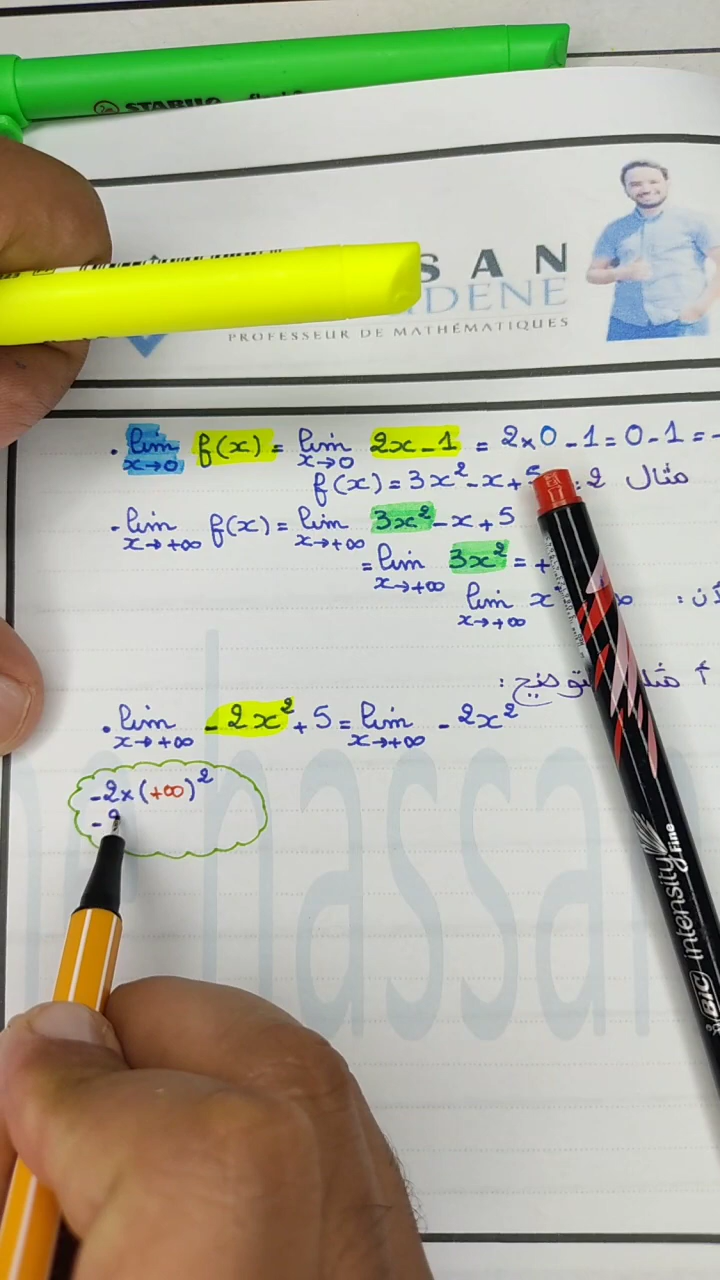 STABILO
SAN
DENE
PROFESSEUR DE MATHÉMATIQUES
. lim x→0 f(x) = lim x→0 2x-1 = 2×0-1 = 0-1 = -
f(x) = 3x²-x+5 : 2 مثال
- lim x→+∞ f(x) = lim x→+∞ 3x²-x+5
= lim x→+∞ 3x² = +
lim x→+∞ x
: توضيح
. lim x→+∞ -2x²+5 = lim x→+∞ -2x²
-2×(+∞)²
-
hassan
BIC intensity Fine